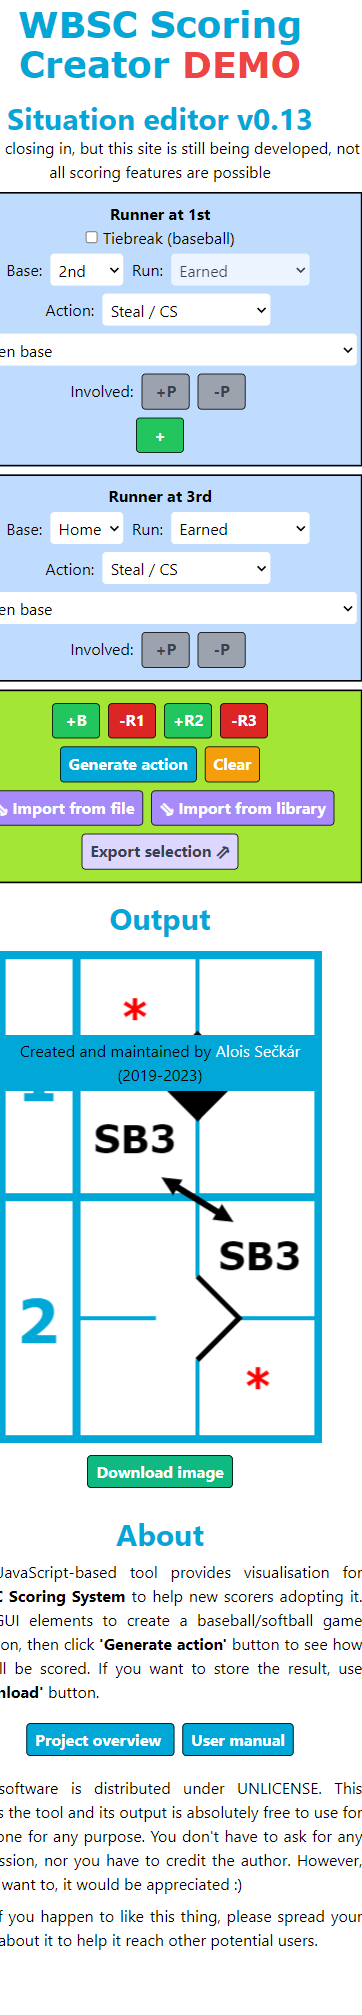 WBSC Scoring
Creator DEMO
Situation editor v0.13
closing in, but this site is still being developed, not
all scoring features are possible
Runner at 1st
Tiebreak (baseball)
Base: 2nd Run: Earned
Action: Steal / CS
en base
Involved: +P -P
+
Runner at 3rd
Base: Home Run: Earned
Action: Steal / CS
en base
Involved: +P -P
+B -R1 +R2 -R3
Generate action Clear
⇘ Import from file ⇘ Import from library
Export selection ⇗
Output
*
Created and maintained by Alois Sečkár
(2019-2023)
SB3
SB3
2
*
Download image
About
JavaScript-based tool provides visualisation for
C Scoring System to help new scorers adopting it.
GUI elements to create a baseball/softball game
on, then click 'Generate action' button to see how
ll be scored. If you want to store the result, use
nload' button.
Project overview User manual
software is distributed under UNLICENSE. This
s the tool and its output is absolutely free to use for
one for any purpose. You don't have to ask for any
ssion, nor you have to credit the author. However,
want to, it would be appreciated :)
f you happen to like this thing, please spread your
about it to help it reach other potential users.